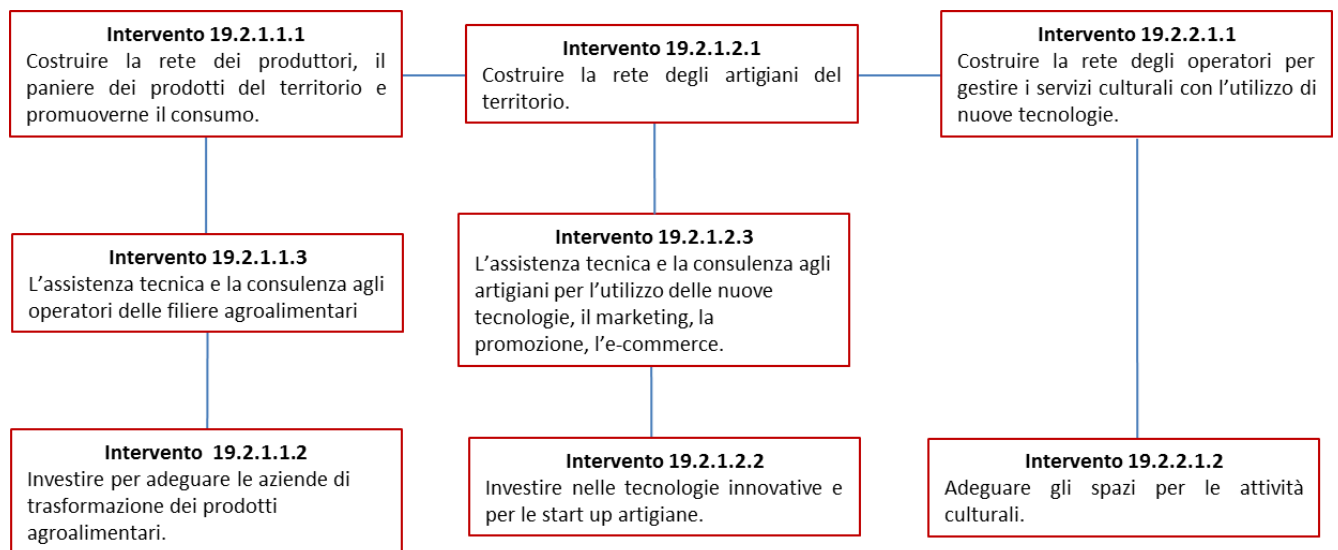 Intervento 19.2.1.1.1
Costruire la rete dei produttori, il
paniere dei prodotti del territorio e
promuoverne il consumo.
Intervento 19.2.1.2.1
Costruire la rete degli artigiani del
territorio.
Intervento 19.2.2.1.1
Costruire la rete degli operatori per
gestire i servizi culturali con l’utilizzo di
nuove tecnologie.
Intervento 19.2.1.1.3
L’assistenza tecnica e la consulenza agli
operatori delle filiere agroalimentari
Intervento 19.2.1.2.3
L’assistenza tecnica e la consulenza agli
artigiani per l’utilizzo delle nuove
tecnologie, il marketing, la
promozione, l’e-commerce.
Intervento 19.2.1.1.2
Investire per adeguare le aziende di
trasformazione dei prodotti
agroalimentari.
Intervento 19.2.1.2.2
Investire nelle tecnologie innovative e
per le start up artigiane.
Intervento 19.2.2.1.2
Adeguare gli spazi per le attività
culturali.